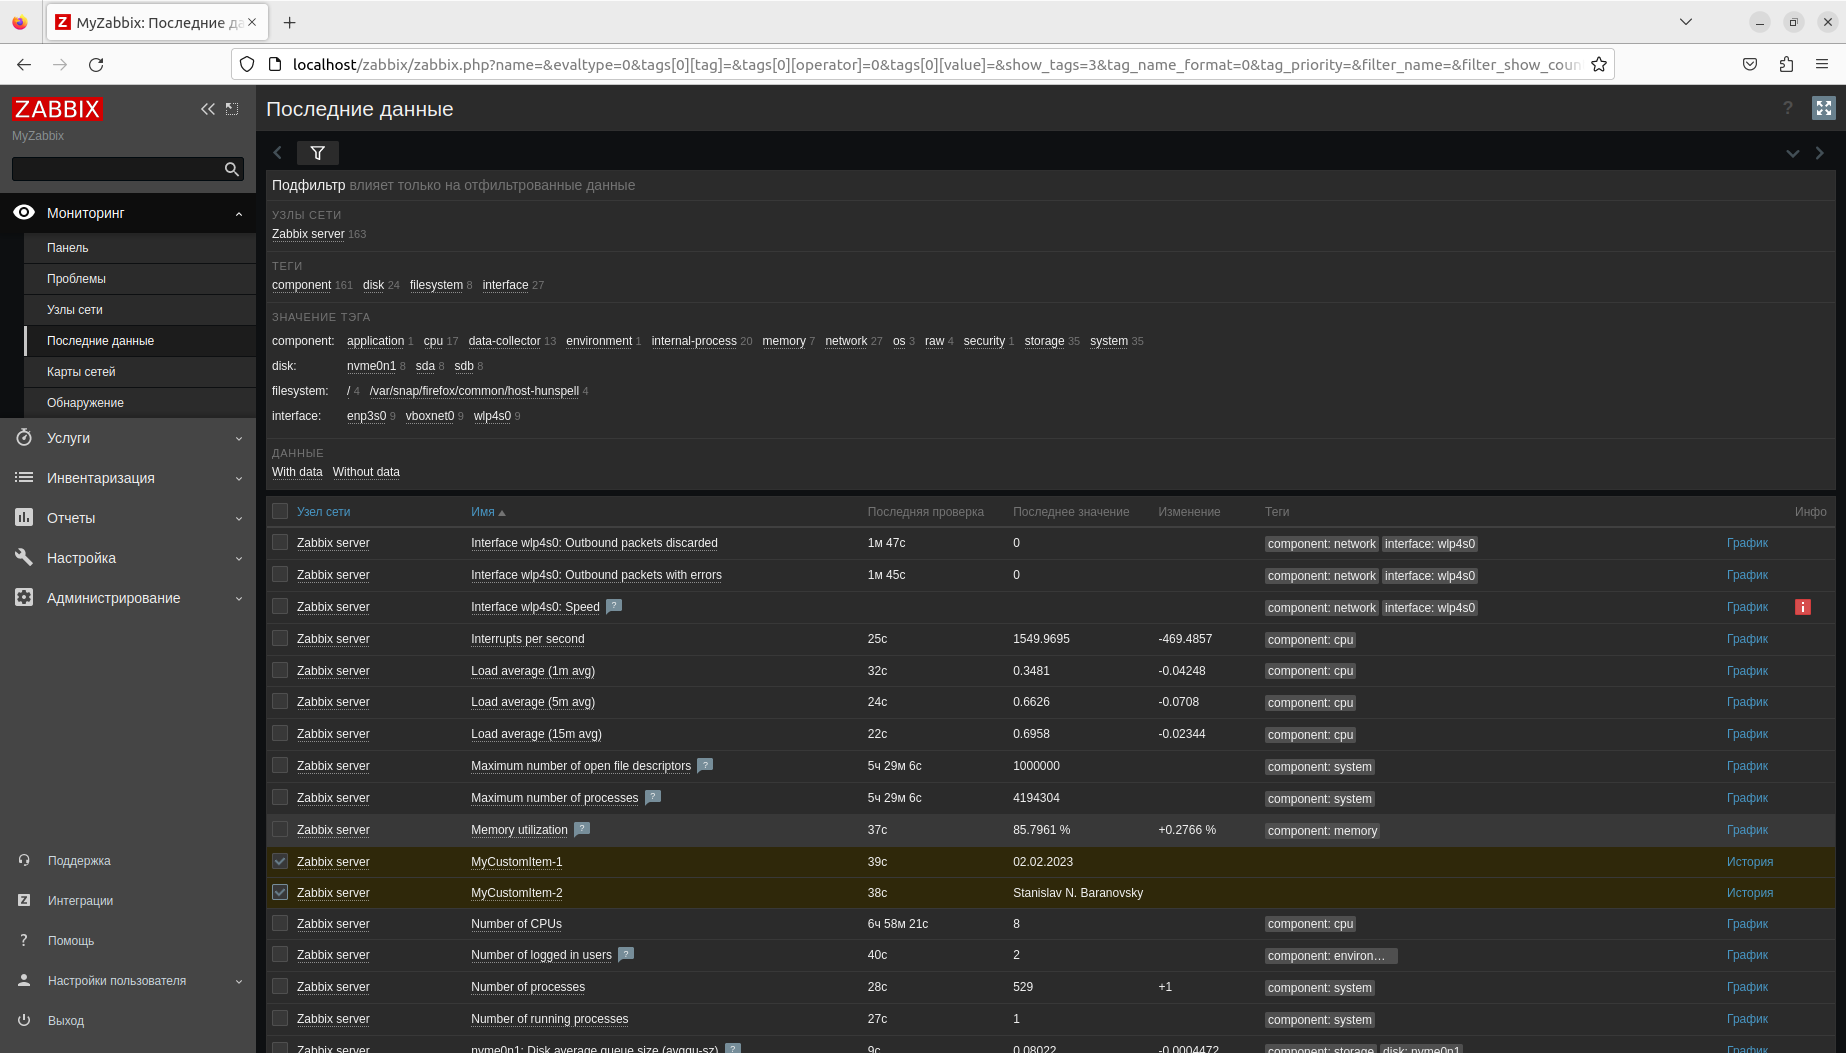 MyZabbix: Последние да
localhost/zabbix/zabbix.php?name=&evaltype=0&tags[0][tag]=&tags[0][operator]=0&tags[0][value]=&show_tags=3&tag_name_format=0&tag_priority=&filter_name=&filter_show_coun
ZABBIX
MyZabbix
Мониторинг
Панель
Проблемы
Узлы сети
Последние данные
Карты сетей
Обнаружение
Услуги
Инвентаризация
Отчеты
Настройка
Администрирование
Поддержка
Z Интеграции
? Помощь
Настройки пользователя
Выход
Последние данные ?
Подфильтр влияет только на отфильтрованные данные
УЗЛЫ СЕТИ
Zabbix server 163
ТЕГИ
component 161 disk 24 filesystem 8 interface 27
ЗНАЧЕНИЕ ТЭГА
component: application 1 cpu 17 data-collector 13 environment 1 internal-process 20 memory 7 network 27 os 3 raw 4 security 1 storage 35 system 35
disk: nvme0n1 8 sda 8 sdb 8
filesystem: / 4 /var/snap/firefox/common/host-hunspell 4
interface: enp3s0 9 vboxnet0 9 wlp4s0 9
ДАННЫЕ
With data Without data
Узел сети Имя Последняя проверка Последнее значение Изменение Теги Инфо
Zabbix server Interface wlp4s0: Outbound packets discarded 1м 47с 0 component: network interface: wlp4s0 График
Zabbix server Interface wlp4s0: Outbound packets with errors 1м 45с 0 component: network interface: wlp4s0 График
Zabbix server Interface wlp4s0: Speed ? component: network interface: wlp4s0 График i
Zabbix server Interrupts per second 25с 1549.9695 -469.4857 component: cpu График
Zabbix server Load average (1m avg) 32с 0.3481 -0.04248 component: cpu График
Zabbix server Load average (5m avg) 24с 0.6626 -0.0708 component: cpu График
Zabbix server Load average (15m avg) 22с 0.6958 -0.02344 component: cpu График
Zabbix server Maximum number of open file descriptors ? 5ч 29м 6с 1000000 component: system График
Zabbix server Maximum number of processes ? 5ч 29м 6с 4194304 component: system График
Zabbix server Memory utilization ? 37с 85.7961 % +0.2766 % component: memory График
Zabbix server MyCustomItem-1 39с 02.02.2023 История
Zabbix server MyCustomItem-2 38с Stanislav N. Baranovsky История
Zabbix server Number of CPUs 6ч 58м 21с 8 component: cpu График
Zabbix server Number of logged in users ? 40с 2 component: environ… График
Zabbix server Number of processes 28с 529 +1 component: system График
Zabbix server Number of running processes 27с 1 component: system График
Zabbix server nvme0n1: Disk average queue size (avgqu-sz) ? 9с 0.08022 -0.0004472 component: storage disk: nvme0n1 График